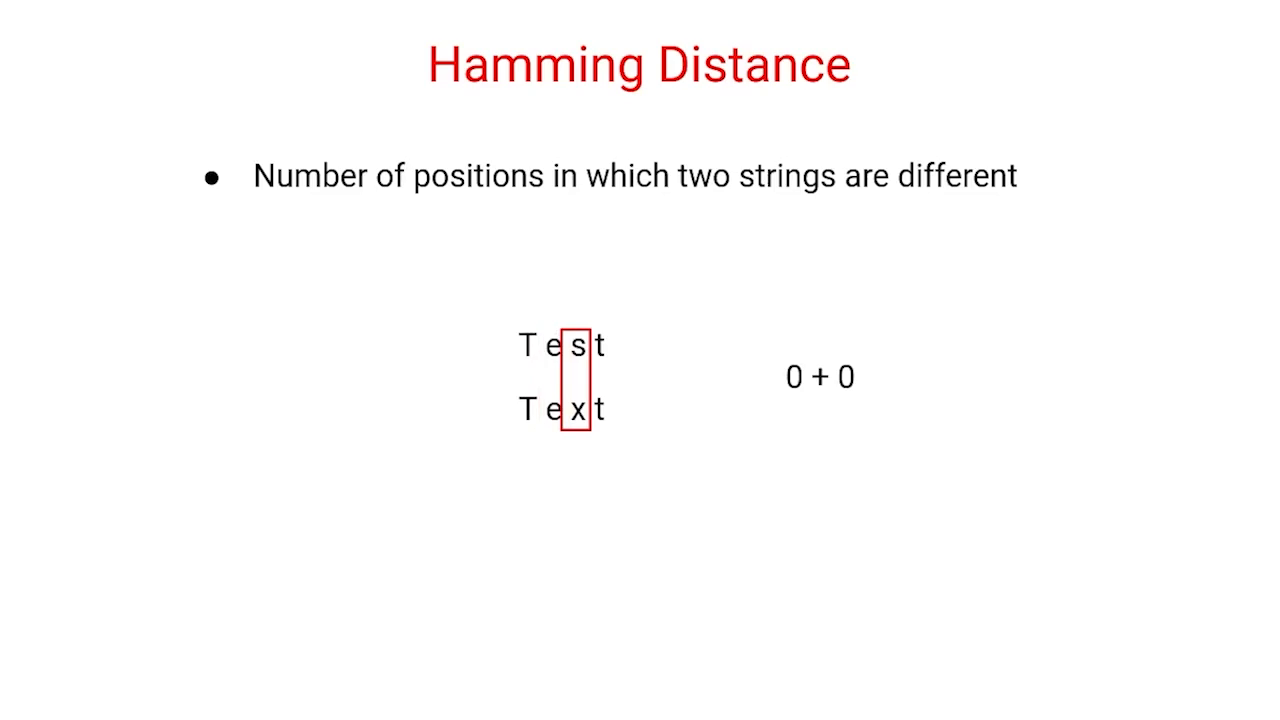 Hamming Distance
● Number of positions in which two strings are different
T e s t
T e x t
0 + 0